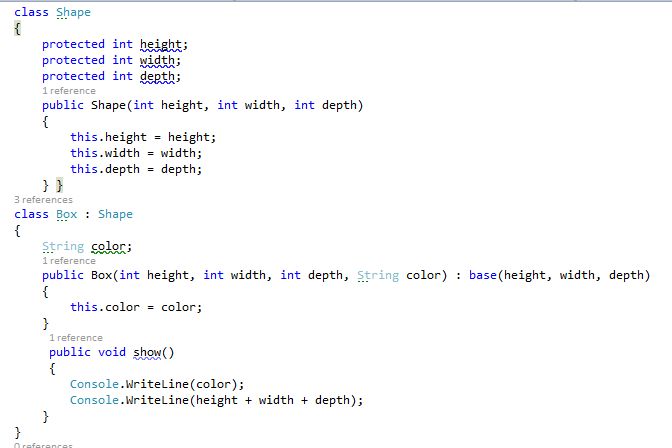 class Shape
{
protected int height;
protected int width;
protected int depth;
1 reference
public Shape(int height, int width, int depth)
{
this.height = height;
this.width = width;
this.depth = depth;
} }
3 references
class Box : Shape
{
String color;
1 reference
public Box(int height, int width, int depth, String color) : base(height, width, depth)
{
this.color = color;
}
1 reference
public void show()
{
Console.WriteLine(color);
Console.WriteLine(height + width + depth);
}
}
0 references